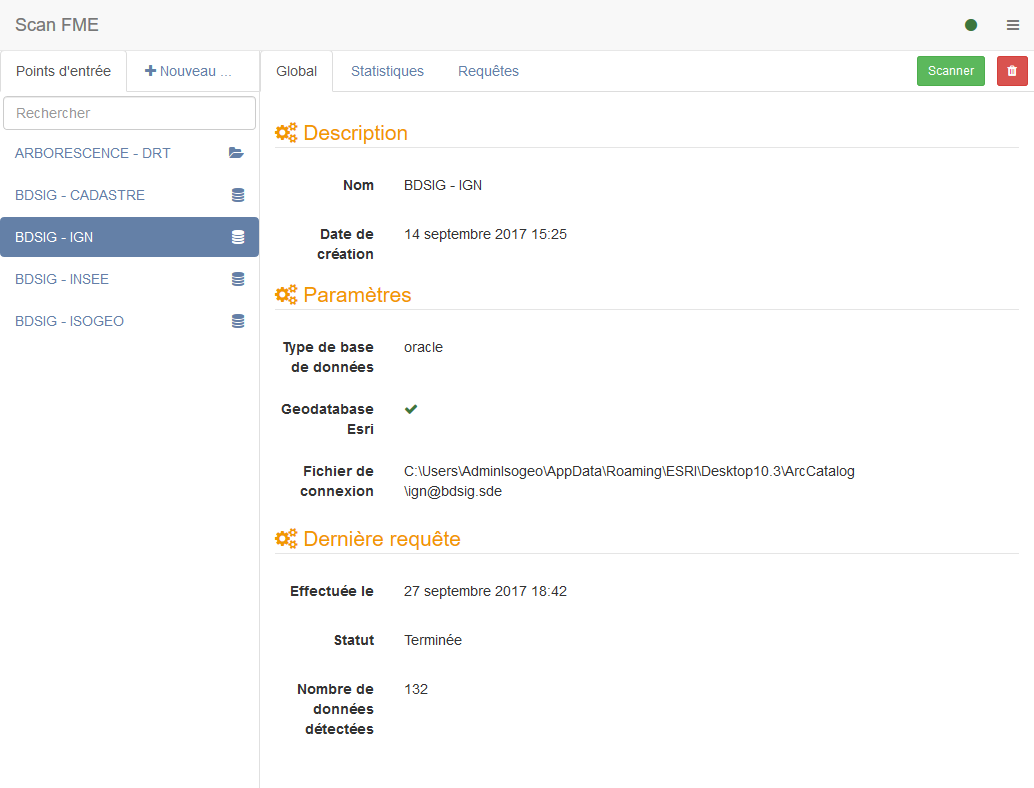 Scan FME
Points d'entrée
Nouveau ...
Global
Statistiques
Requêtes
Scanner
Rechercher
ARBORESCENCE - DRT
BDSIG - CADASTRE
BDSIG - IGN
BDSIG - INSEE
BDSIG - ISOGEO
Description
Nom
BDSIG - IGN
Date de
création
14 septembre 2017 15:25
Paramètres
Type de base
de données
oracle
Geodatabase
Esri
Fichier de
connexion
C:\Users\AdminIsogeo\AppData\Roaming\ESRI\Desktop10.3\ArcCatalog
\ign@bdsig.sde
Dernière requête
Effectuée le
27 septembre 2017 18:42
Statut
Terminée
Nombre de
données
détectées
132